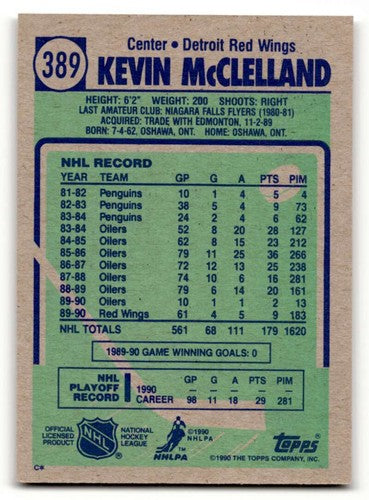 389
Center • Detroit Red Wings
KEVIN McCLELLAND
HEIGHT: 6'2" WEIGHT: 200 SHOOTS: RIGHT
LAST AMATEUR CLUB: NIAGARA FALLS FLYERS (1980-81)
ACQUIRED: TRADE WITH EDMONTON, 11-2-89
BORN: 7-4-62, OSHAWA, ONT. HOME: OSHAWA, ONT.
NHL RECORD
YEAR TEAM GP G A PTS PIM
81-82 Penguins 10 1 4 5 4
82-83 Penguins 38 5 4 9 73
83-84 Penguins 24 2 4 6 62
83-84 Oilers 52 8 20 28 127
84-85 Oilers 62 8 15 23 205
85-86 Oilers 79 11 25 36 266
86-87 Oilers 72 12 13 25 238
87-88 Oilers 74 10 6 16 281
88-89 Oilers 79 6 14 20 161
89-90 Oilers 10 1 1 2 13
89-90 Red Wings 61 4 5 9 183
NHL TOTALS 561 68 111 179 1620
1989-90 GAME WINNING GOALS: 0
NHL PLAYOFF RECORD
GP G A PTS PIM
1990 — — — — —
CAREER 98 11 18 29 281
OFFICIAL LICENSED PRODUCT
NHL
NATIONAL HOCKEY LEAGUE
©1990 NHLPA
NHLPA
topps
©1990 NHL
©1990 THE TOPPS COMPANY, INC.
C*